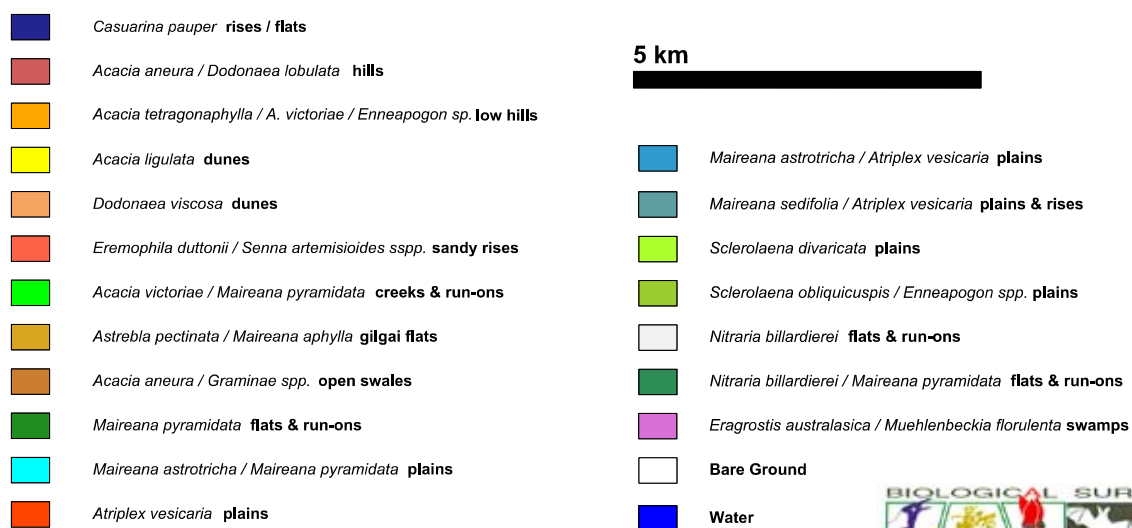 Casuarina pauper rises / flats
Acacia aneura / Dodonaea lobulata hills
Acacia tetragonaphylla / A. victoriae / Enneapogon sp. low hills
Acacia ligulata dunes
Dodonaea viscosa dunes
Eremophila duttonii / Senna artemisioides sspp. sandy rises
Acacia victoriae / Maireana pyramidata creeks & run-ons
Astrebla pectinata / Maireana aphylla gilgai flats
Acacia aneura / Graminae spp. open swales
Maireana pyramidata flats & run-ons
Maireana astrotricha / Maireana pyramidata plains
Atriplex vesicaria plains
5 km
Maireana astrotricha / Atriplex vesicaria plains
Maireana sedifolia / Atriplex vesicaria plains & rises
Sclerolaena divaricata plains
Sclerolaena obliquicuspis / Enneapogon spp. plains
Nitraria billardierei flats & run-ons
Nitraria billardierei / Maireana pyramidata flats & run-ons
Eragrostis australasica / Muehlenbeckia florulenta swamps
Bare Ground
Water
BIOLOGICAL SUR